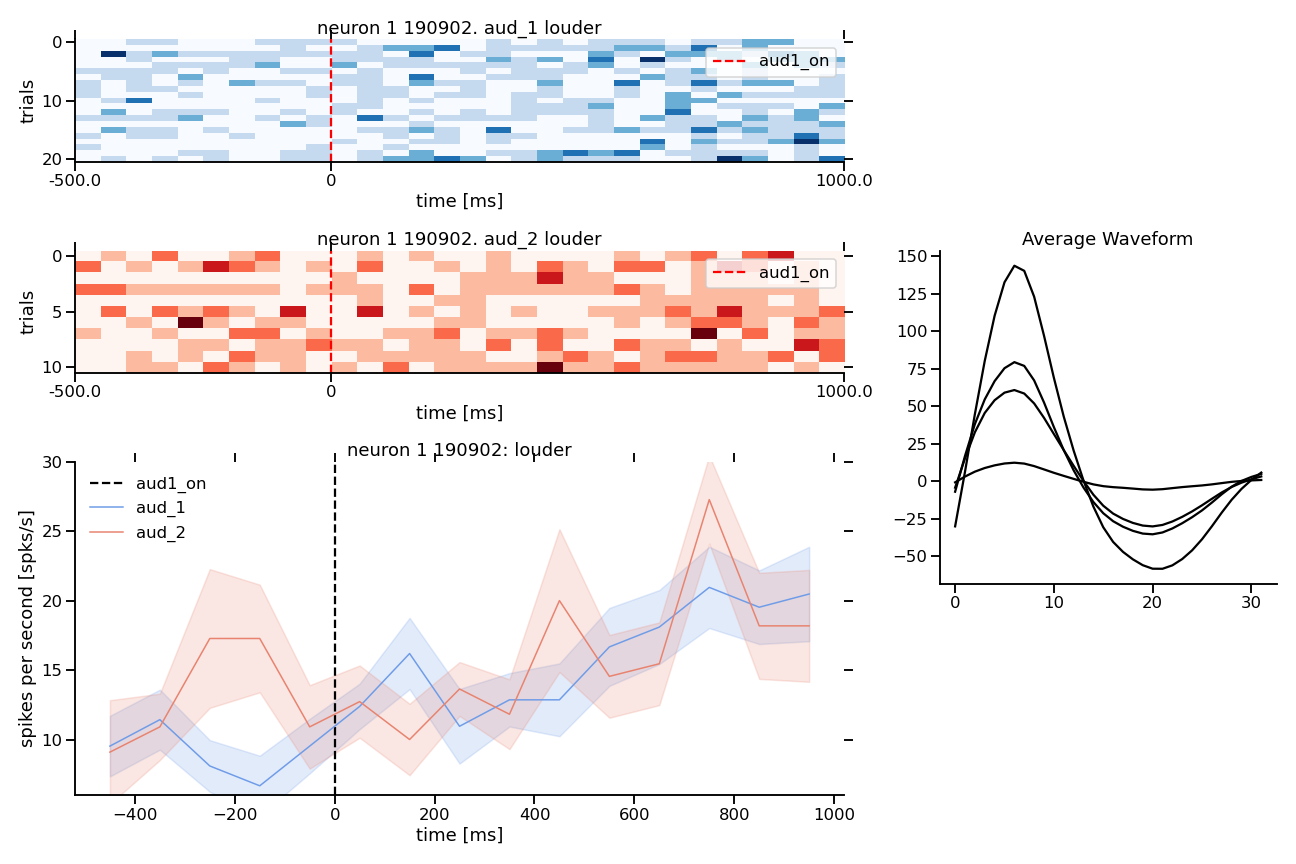 neuron 1 190902. aud_1 louder
trials
0
10
20
aud1_on
-500.0 0 1000.0
time [ms]
neuron 1 190902. aud_2 louder
trials
0
5
10
aud1_on
-500.0 0 1000.0
time [ms]
neuron 1 190902: louder
spikes per second [spks/s]
30
25
20
15
10
aud1_on
aud_1
aud_2
−400 −200 0 200 400 600 800 1000
time [ms]
Average Waveform
150
125
100
75
50
25
0
−25
−50
0 10 20 30